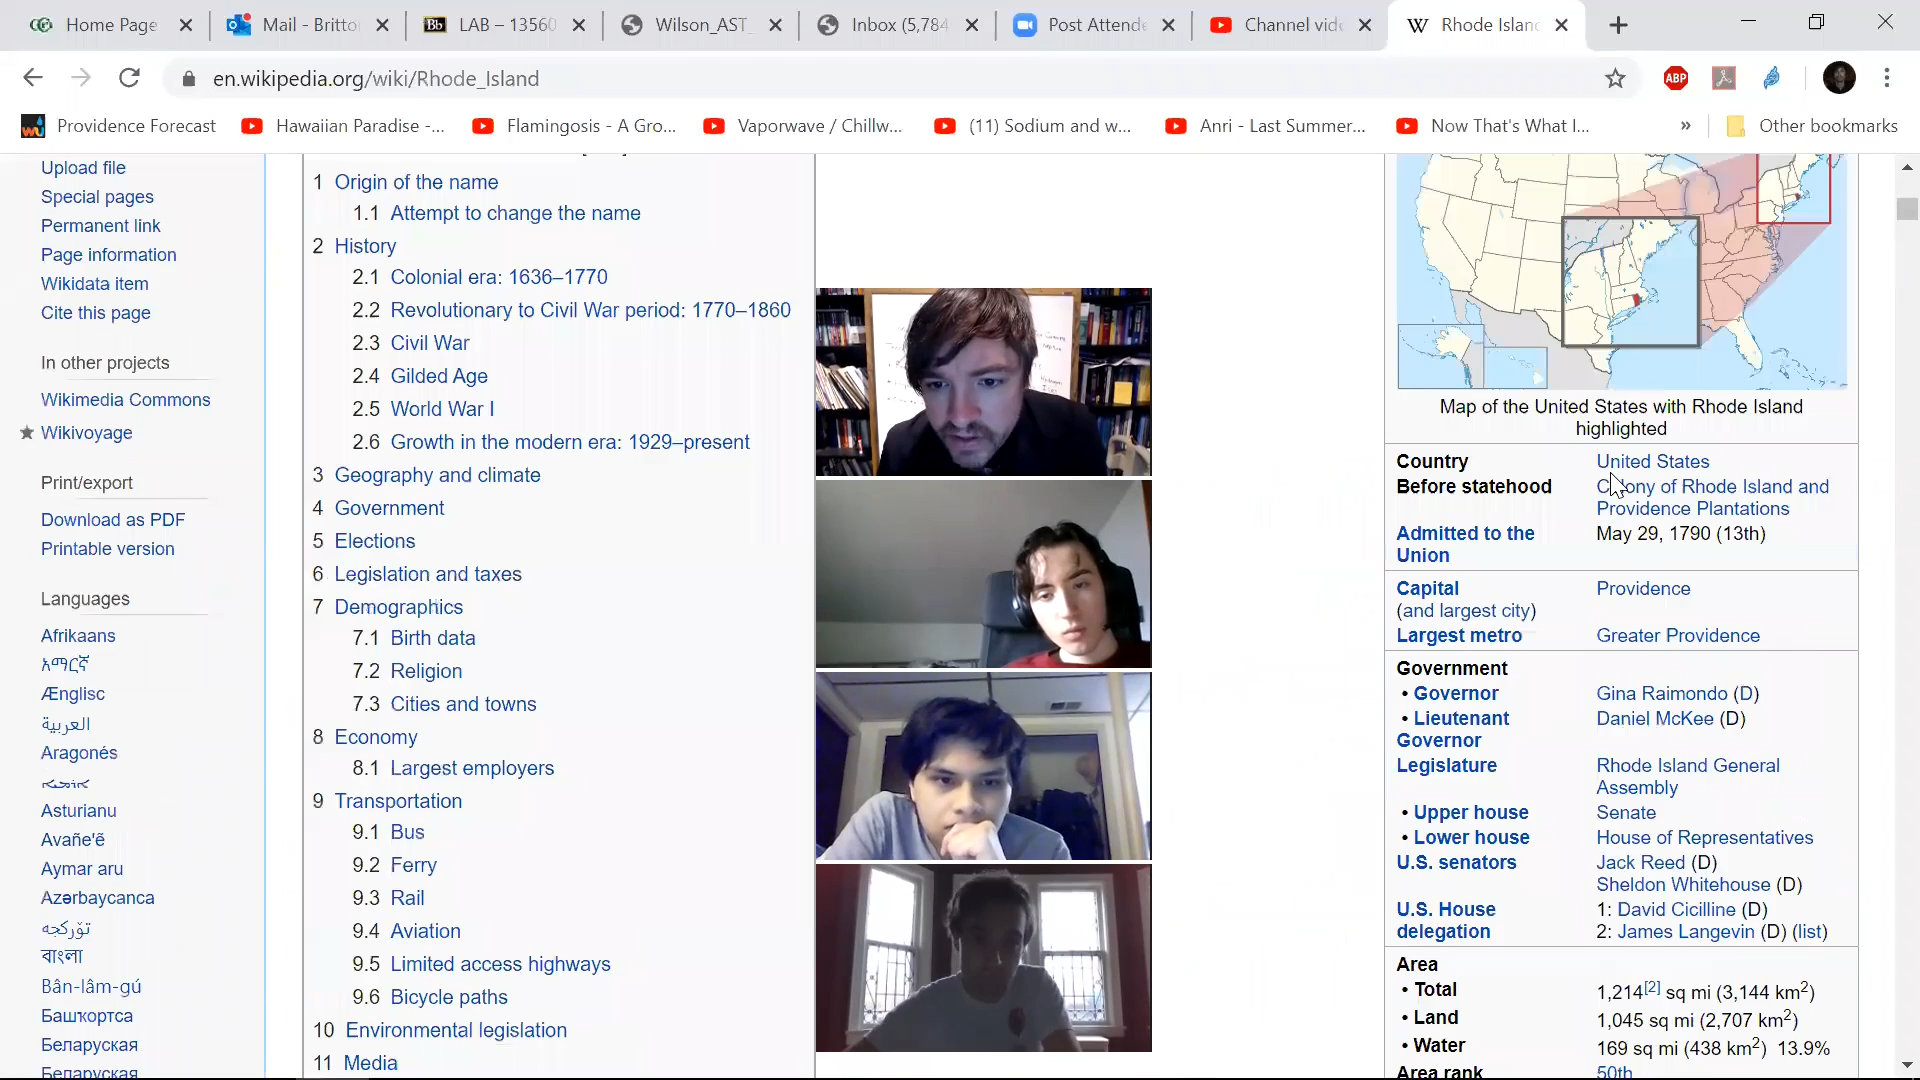 Home Page
Mail - Britto
LAB – 13560
Wilson_AST_
Inbox (5,784
Post Attende
Channel vide
Rhode Islan
en.wikipedia.org/wiki/Rhode_Island
ABP
Providence Forecast
Hawaiian Paradise -...
Flamingosis - A Gro...
Vaporwave / Chillw...
(11) Sodium and w...
Anri - Last Summer...
Now That's What I...
»
Other bookmarks
Upload file
Special pages
Permanent link
Page information
Wikidata item
Cite this page
In other projects
Wikimedia Commons
Wikivoyage
Print/export
Download as PDF
Printable version
Languages
Afrikaans
አማርኛ
Ænglisc
العربية
Aragonés
Asturianu
Avañe'ẽ
Aymar aru
Azərbaycanca
تۆرکجه
বাংলা
Bân-lâm-gú
Башҡортса
Беларуская
Беларуская
1 Origin of the name
1.1 Attempt to change the name
2 History
2.1 Colonial era: 1636–1770
2.2 Revolutionary to Civil War period: 1770–1860
2.3 Civil War
2.4 Gilded Age
2.5 World War I
2.6 Growth in the modern era: 1929–present
3 Geography and climate
4 Government
5 Elections
6 Legislation and taxes
7 Demographics
7.1 Birth data
7.2 Religion
7.3 Cities and towns
8 Economy
8.1 Largest employers
9 Transportation
9.1 Bus
9.2 Ferry
9.3 Rail
9.4 Aviation
9.5 Limited access highways
9.6 Bicycle paths
10 Environmental legislation
11 Media
Map of the United States with Rhode Island
highlighted
Country United States
Before statehood Colony of Rhode Island and
Providence Plantations
Admitted to the May 29, 1790 (13th)
Union
Capital Providence
(and largest city)
Largest metro Greater Providence
Government
• Governor Gina Raimondo (D)
• Lieutenant Daniel McKee (D)
Governor
Legislature Rhode Island General
Assembly
• Upper house Senate
• Lower house House of Representatives
U.S. senators Jack Reed (D)
Sheldon Whitehouse (D)
U.S. House 1: David Cicilline (D)
delegation 2: James Langevin (D) (list)
Area
• Total 1,214[2] sq mi (3,144 km2)
• Land 1,045 sq mi (2,707 km2)
• Water 169 sq mi (438 km2) 13.9%
Area rank 50th